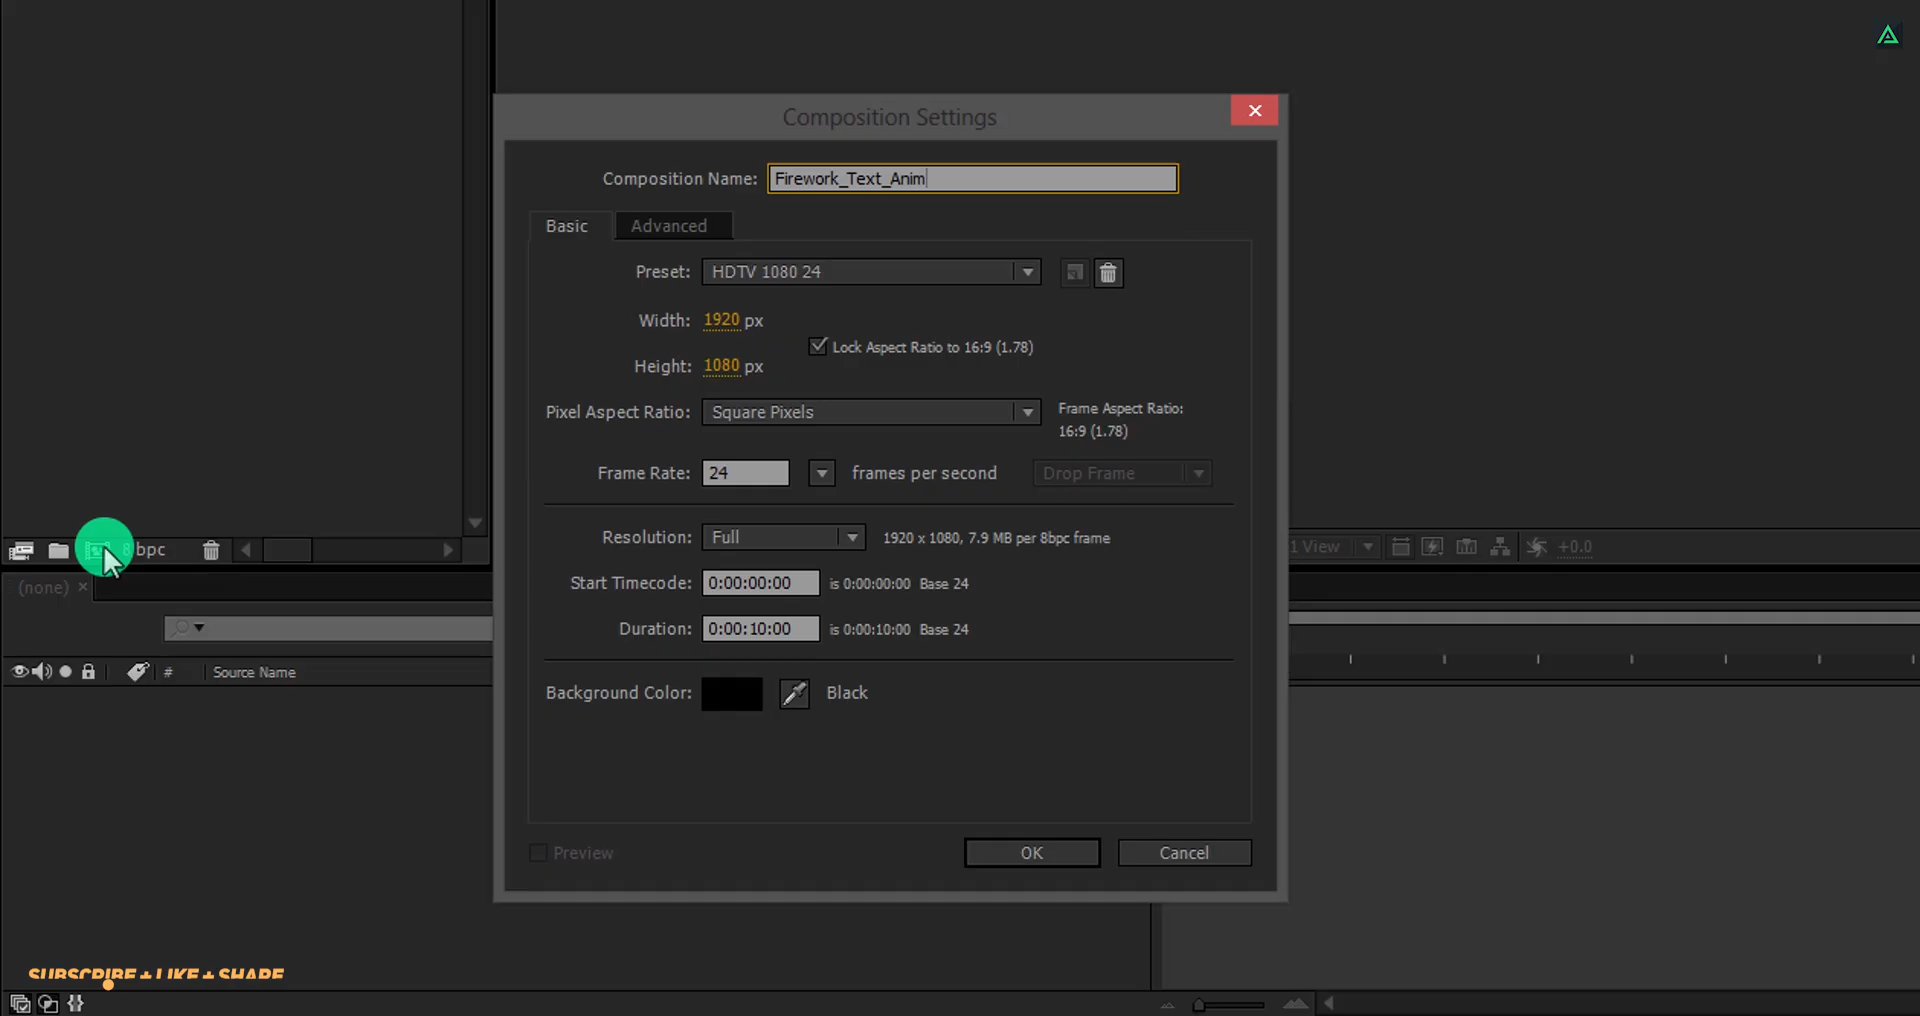 Composition Settings
Composition Name: Firework_Text_Anim
Basic Advanced
Preset: HDTV 1080 24
Width: 1920 px
Lock Aspect Ratio to 16:9 (1.78)
Height: 1080 px
Pixel Aspect Ratio: Square Pixels
Frame Aspect Ratio:
16:9 (1.78)
Frame Rate: 24 frames per second Drop Frame
Resolution: Full 1920 x 1080, 7.9 MB per 8bpc frame
8 bpc
1 View +0.0
Start Timecode: 0:00:00:00 is 0:00:00:00 Base 24
(none) ×
Duration: 0:00:10:00 is 0:00:10:00 Base 24
# Source Name
Background Color: Black
Preview OK Cancel
SUBSCRIBE + LIKE + SHARE